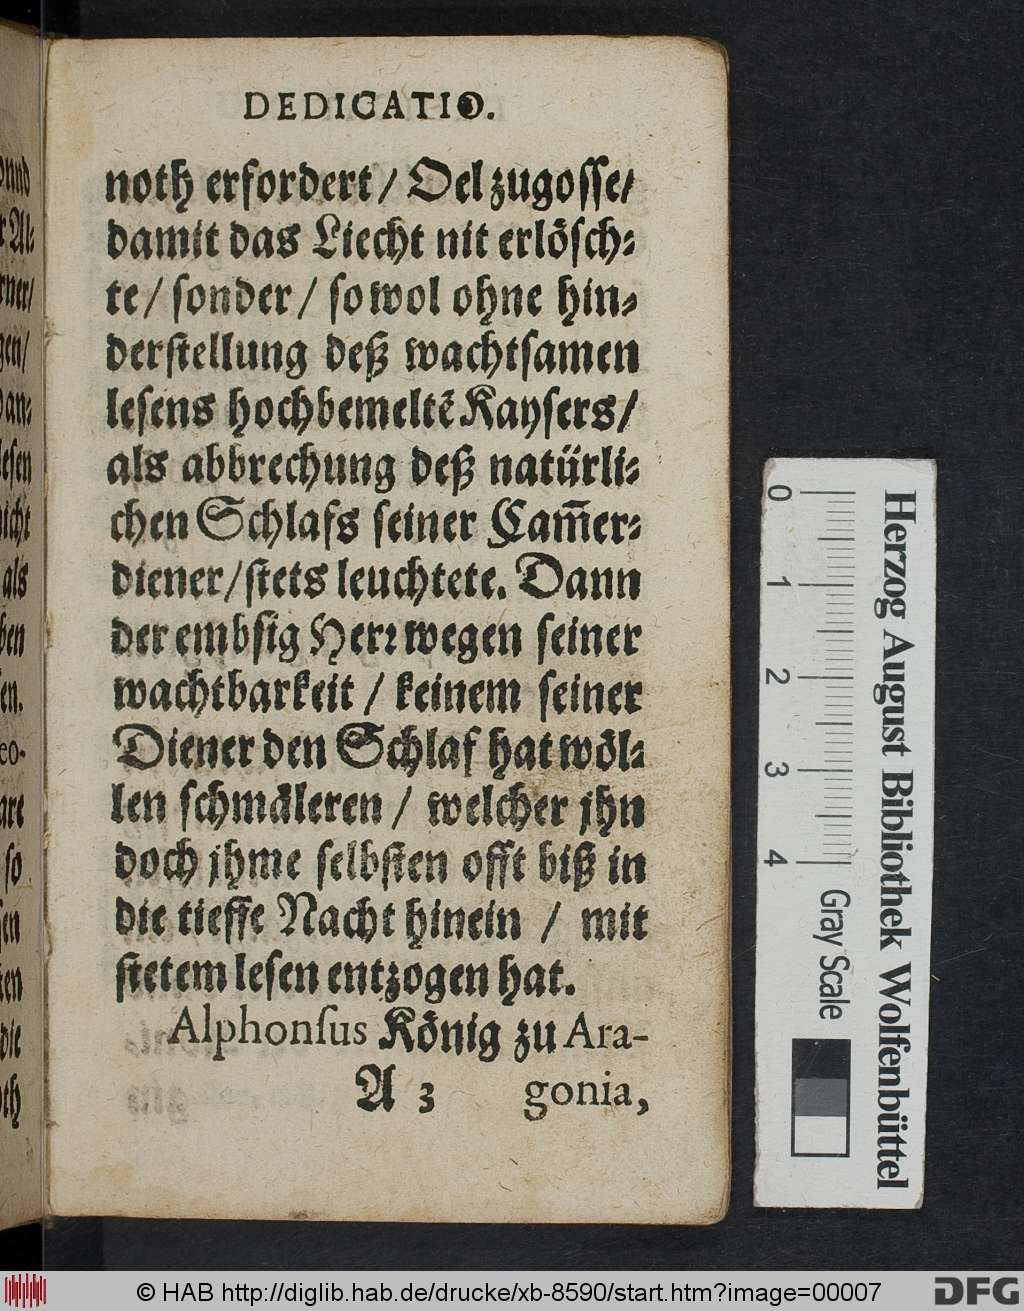 DEDICATIO.
noth erfordert / Oel zugosse/
damit das Liecht nit erlösch⸗
te / sonder / so wol ohne hin⸗
derstellung deß wachtsamen
lesens hochbemeltẽ Kaysers/
als abbrechung deß natürli⸗
chen Schlafs seiner Cam̃er⸗
diener/stets leuchtete. Dann
der embsig Herꝛ wegen seiner
wachtbarkeit / keinem seiner
Diener den Schlaf hat wöl⸗
len schmäleren / welcher jhn
doch jhme selbsten offt biß in
die tieffe Nacht hinein / mit
stetem lesen entzogen hat.
Alphonſus König zu Ara-
A 3 gonia,
0 1 2 3 4
Gray Scale
Herzog August Bibliothek Wolfenbüttel
© HAB http://diglib.hab.de/drucke/xb-8590/start.htm?image=00007
DFG